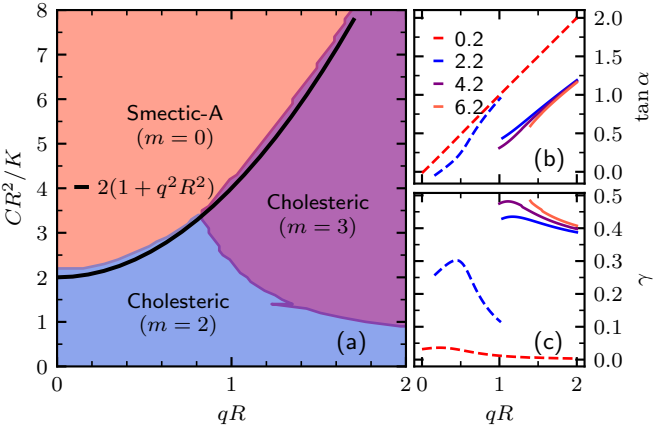 8
7
6
5
4
3
2
1
0
CR²/K
Smectic-A
(m = 0)
2(1 + q²R²)
Cholesteric
(m = 3)
Cholesteric
(m = 2)
(a)
0
1
2
qR
0.2
2.2
4.2
6.2
(b)
2.0
1.5
1.0
0.5
0.0
tan α
(c)
0.5
0.4
0.3
0.2
0.1
0.0
γ
0
1
2
qR